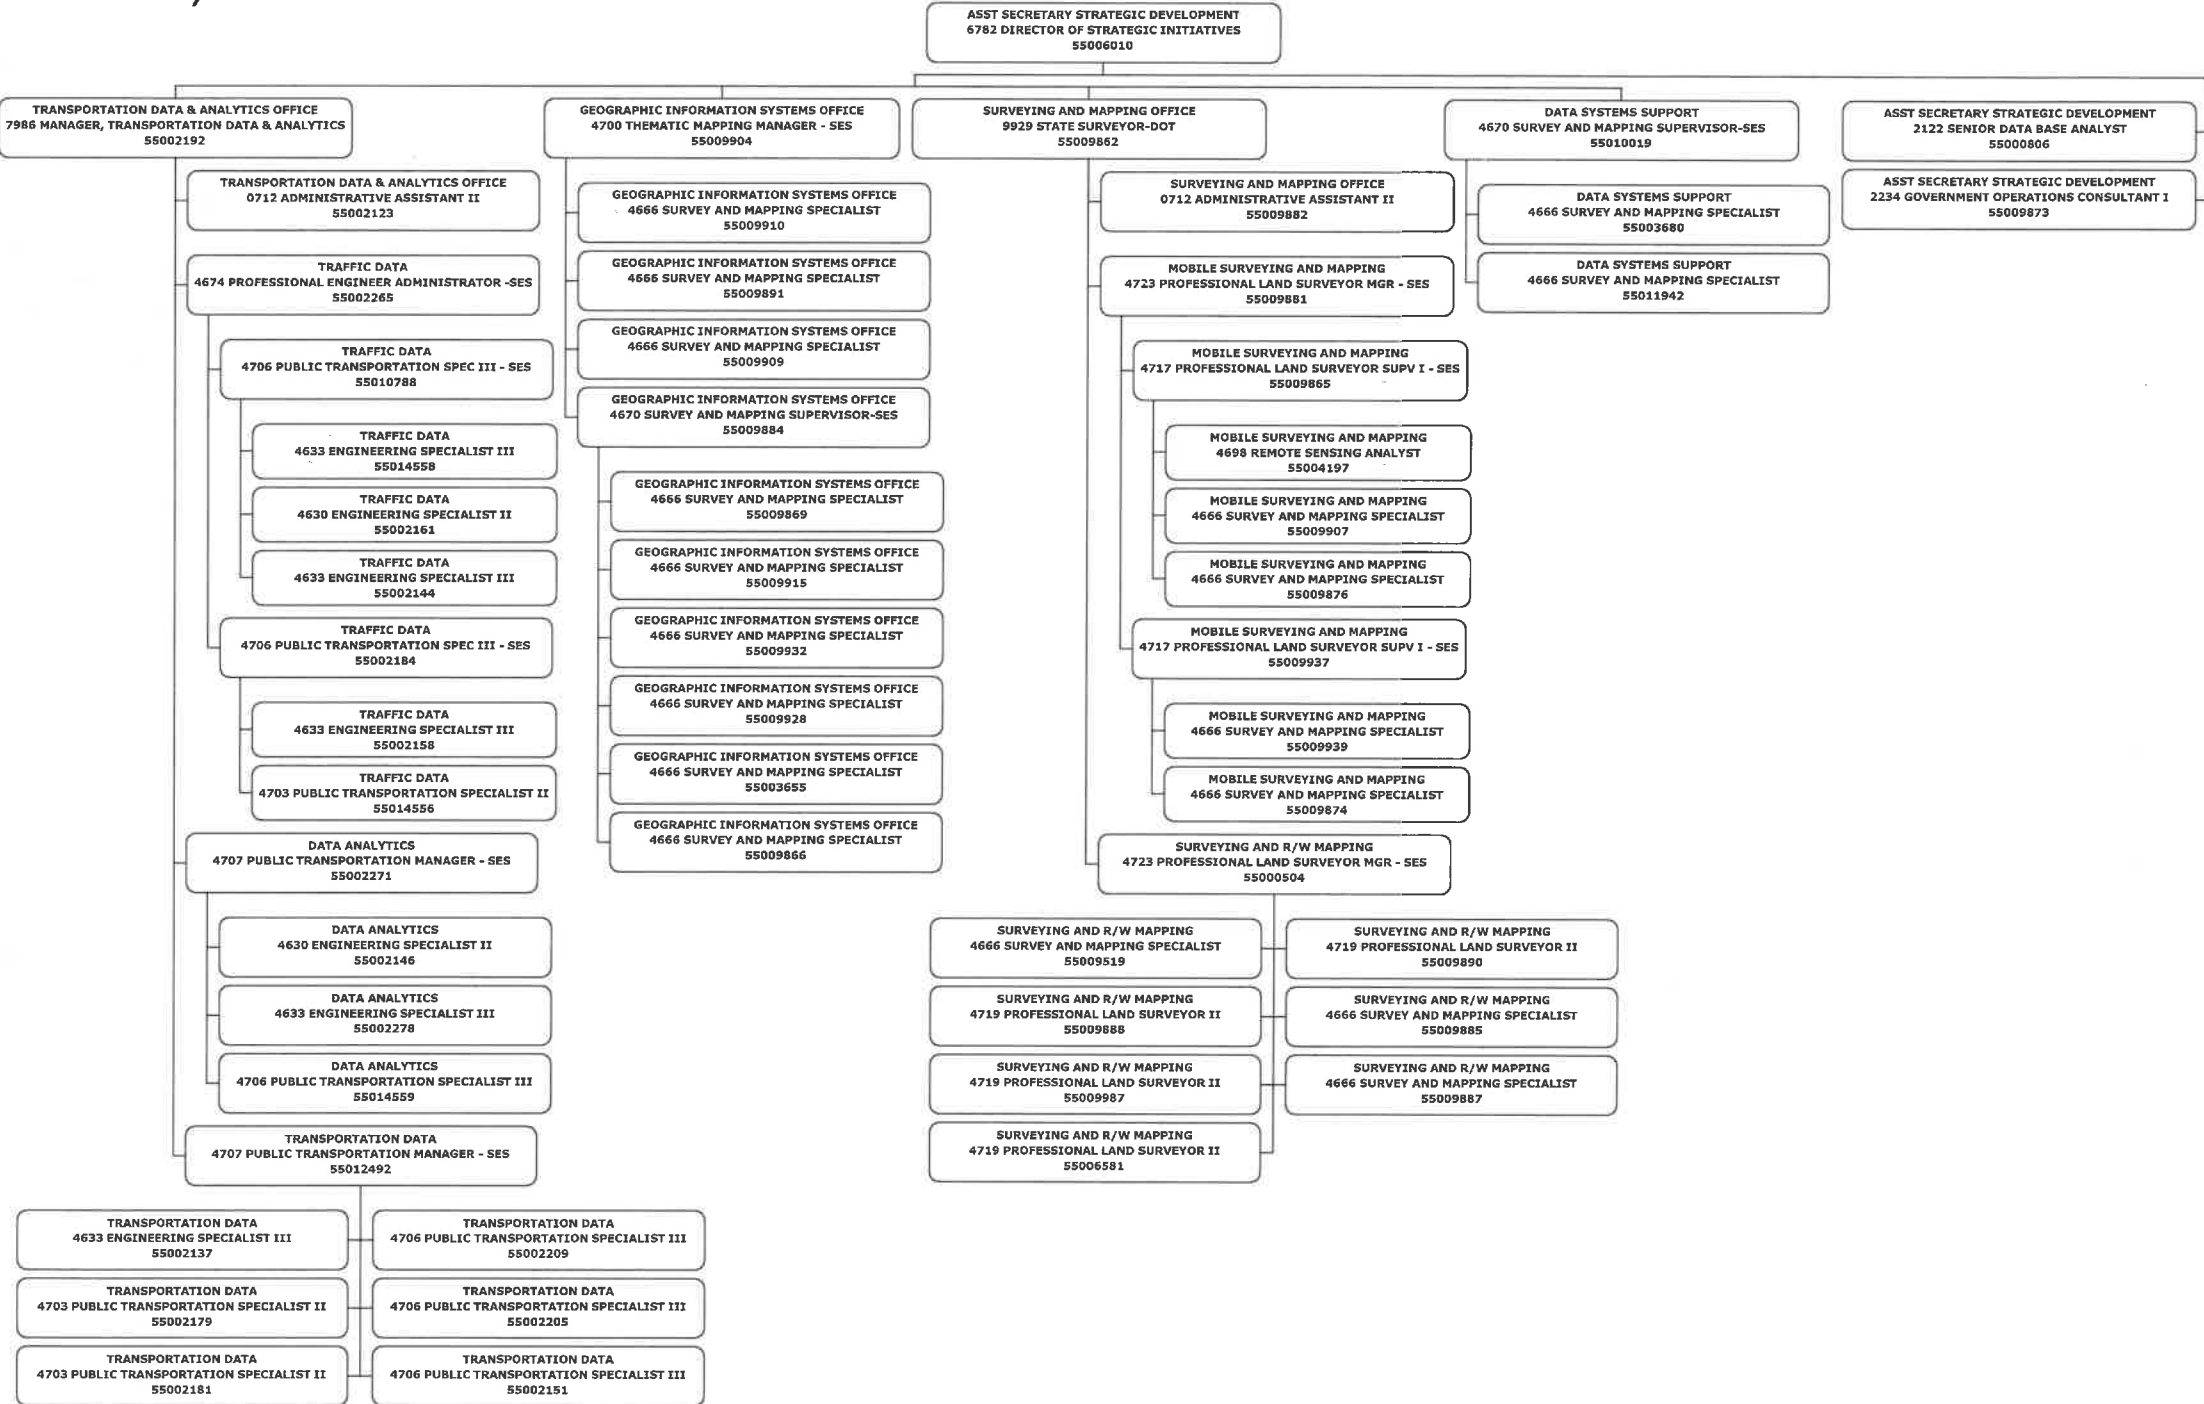 ASST SECRETARY STRATEGIC DEVELOPMENT
6782 DIRECTOR OF STRATEGIC INITIATIVES
55006010
TRANSPORTATION DATA & ANALYTICS OFFICE
7986 MANAGER, TRANSPORTATION DATA & ANALYTICS
55002192
TRANSPORTATION DATA & ANALYTICS OFFICE
0712 ADMINISTRATIVE ASSISTANT II
55002123
TRAFFIC DATA
4674 PROFESSIONAL ENGINEER ADMINISTRATOR -SES
55002265
TRAFFIC DATA
4706 PUBLIC TRANSPORTATION SPEC III - SES
55010788
TRAFFIC DATA
4633 ENGINEERING SPECIALIST III
55014558
TRAFFIC DATA
4630 ENGINEERING SPECIALIST II
55002161
TRAFFIC DATA
4633 ENGINEERING SPECIALIST III
55002144
TRAFFIC DATA
4706 PUBLIC TRANSPORTATION SPEC III - SES
55002184
TRAFFIC DATA
4633 ENGINEERING SPECIALIST III
55002158
TRAFFIC DATA
4703 PUBLIC TRANSPORTATION SPECIALIST II
55014556
DATA ANALYTICS
4707 PUBLIC TRANSPORTATION MANAGER - SES
55002271
DATA ANALYTICS
4630 ENGINEERING SPECIALIST II
55002146
DATA ANALYTICS
4633 ENGINEERING SPECIALIST III
55002278
DATA ANALYTICS
4706 PUBLIC TRANSPORTATION SPECIALIST III
55014559
TRANSPORTATION DATA
4707 PUBLIC TRANSPORTATION MANAGER - SES
55012492
TRANSPORTATION DATA
4633 ENGINEERING SPECIALIST III
55002137
TRANSPORTATION DATA
4706 PUBLIC TRANSPORTATION SPECIALIST III
55002209
TRANSPORTATION DATA
4703 PUBLIC TRANSPORTATION SPECIALIST II
55002179
TRANSPORTATION DATA
4706 PUBLIC TRANSPORTATION SPECIALIST III
55002205
TRANSPORTATION DATA
4703 PUBLIC TRANSPORTATION SPECIALIST II
55002181
TRANSPORTATION DATA
4706 PUBLIC TRANSPORTATION SPECIALIST III
55002151
GEOGRAPHIC INFORMATION SYSTEMS OFFICE
4700 THEMATIC MAPPING MANAGER - SES
55009904
GEOGRAPHIC INFORMATION SYSTEMS OFFICE
4666 SURVEY AND MAPPING SPECIALIST
55009910
GEOGRAPHIC INFORMATION SYSTEMS OFFICE
4666 SURVEY AND MAPPING SPECIALIST
55009891
GEOGRAPHIC INFORMATION SYSTEMS OFFICE
4666 SURVEY AND MAPPING SPECIALIST
55009909
GEOGRAPHIC INFORMATION SYSTEMS OFFICE
4670 SURVEY AND MAPPING SUPERVISOR-SES
55009884
GEOGRAPHIC INFORMATION SYSTEMS OFFICE
4666 SURVEY AND MAPPING SPECIALIST
55009869
GEOGRAPHIC INFORMATION SYSTEMS OFFICE
4666 SURVEY AND MAPPING SPECIALIST
55009915
GEOGRAPHIC INFORMATION SYSTEMS OFFICE
4666 SURVEY AND MAPPING SPECIALIST
55009932
GEOGRAPHIC INFORMATION SYSTEMS OFFICE
4666 SURVEY AND MAPPING SPECIALIST
55009928
GEOGRAPHIC INFORMATION SYSTEMS OFFICE
4666 SURVEY AND MAPPING SPECIALIST
55003655
GEOGRAPHIC INFORMATION SYSTEMS OFFICE
4666 SURVEY AND MAPPING SPECIALIST
55009866
SURVEYING AND MAPPING OFFICE
9929 STATE SURVEYOR-DOT
55009862
SURVEYING AND MAPPING OFFICE
0712 ADMINISTRATIVE ASSISTANT II
55009882
MOBILE SURVEYING AND MAPPING
4723 PROFESSIONAL LAND SURVEYOR MGR - SES
55009881
MOBILE SURVEYING AND MAPPING
4717 PROFESSIONAL LAND SURVEYOR SUPV I - SES
55009865
MOBILE SURVEYING AND MAPPING
4698 REMOTE SENSING ANALYST
55004197
MOBILE SURVEYING AND MAPPING
4666 SURVEY AND MAPPING SPECIALIST
55009907
MOBILE SURVEYING AND MAPPING
4666 SURVEY AND MAPPING SPECIALIST
55009876
MOBILE SURVEYING AND MAPPING
4717 PROFESSIONAL LAND SURVEYOR SUPV I - SES
55009937
MOBILE SURVEYING AND MAPPING
4666 SURVEY AND MAPPING SPECIALIST
55009939
MOBILE SURVEYING AND MAPPING
4666 SURVEY AND MAPPING SPECIALIST
55009874
SURVEYING AND R/W MAPPING
4723 PROFESSIONAL LAND SURVEYOR MGR - SES
55000504
SURVEYING AND R/W MAPPING
4666 SURVEY AND MAPPING SPECIALIST
55009519
SURVEYING AND R/W MAPPING
4719 PROFESSIONAL LAND SURVEYOR II
55009890
SURVEYING AND R/W MAPPING
4719 PROFESSIONAL LAND SURVEYOR II
55009888
SURVEYING AND R/W MAPPING
4666 SURVEY AND MAPPING SPECIALIST
55009885
SURVEYING AND R/W MAPPING
4719 PROFESSIONAL LAND SURVEYOR II
55009987
SURVEYING AND R/W MAPPING
4666 SURVEY AND MAPPING SPECIALIST
55009887
SURVEYING AND R/W MAPPING
4719 PROFESSIONAL LAND SURVEYOR II
55006581
DATA SYSTEMS SUPPORT
4670 SURVEY AND MAPPING SUPERVISOR-SES
55010019
DATA SYSTEMS SUPPORT
4666 SURVEY AND MAPPING SPECIALIST
55003680
DATA SYSTEMS SUPPORT
4666 SURVEY AND MAPPING SPECIALIST
55011942
ASST SECRETARY STRATEGIC DEVELOPMENT
2122 SENIOR DATA BASE ANALYST
55000806
ASST SECRETARY STRATEGIC DEVELOPMENT
2234 GOVERNMENT OPERATIONS CONSULTANT I
55009873